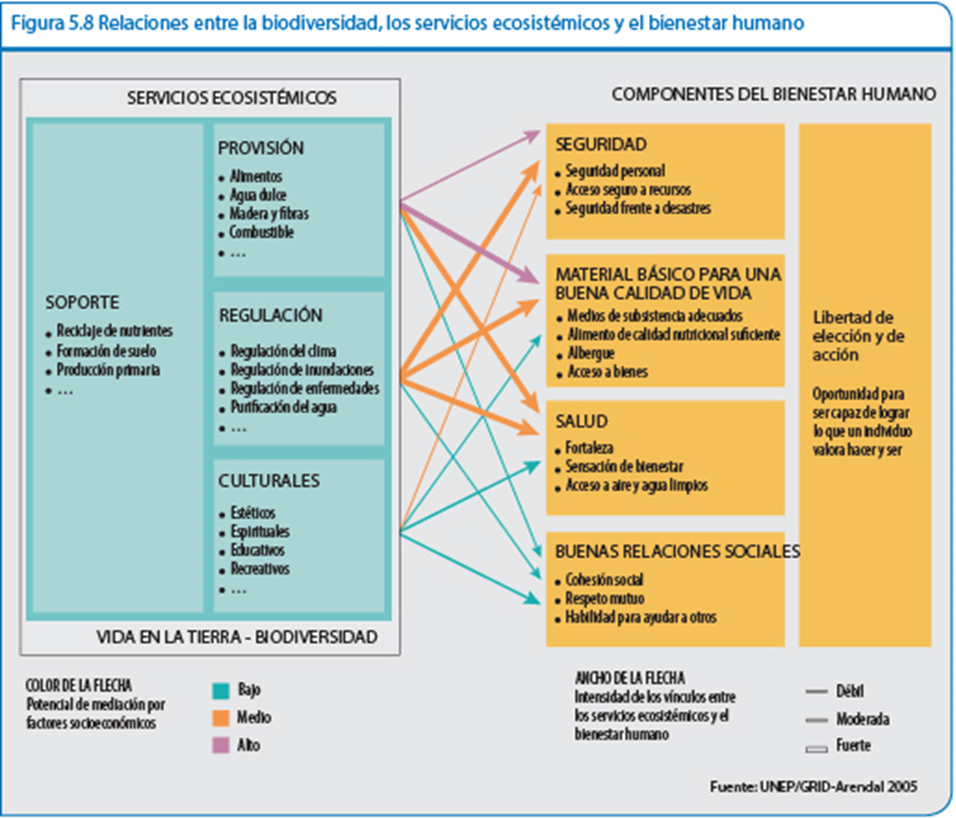 Figura 5.8 Relaciones entre la biodiversidad, los servicios ecosistémicos y el bienestar humano
SERVICIOS ECOSISTÉMICOS
SOPORTE
• Reciclaje de nutrientes
• Formación de suelo
• Producción primaria
• ...
PROVISIÓN
• Alimentos
• Agua dulce
• Madera y fibras
• Combustible
• ...
REGULACIÓN
• Regulación del clima
• Regulación de inundaciones
• Regulación de enfermedades
• Purificación del agua
• ...
CULTURALES
• Estéticos
• Espirituales
• Educativos
• Recreativos
• ...
VIDA EN LA TIERRA - BIODIVERSIDAD
COMPONENTES DEL BIENESTAR HUMANO
SEGURIDAD
• Seguridad personal
• Acceso seguro a recursos
• Seguridad frente a desastres
MATERIAL BÁSICO PARA UNA
BUENA CALIDAD DE VIDA
• Medios de subsistencia adecuados
• Alimento de calidad nutricional suficiente
• Albergue
• Acceso a bienes
SALUD
• Fortaleza
• Sensación de bienestar
• Acceso a aire y agua limpios
BUENAS RELACIONES SOCIALES
• Cohesión social
• Respeto mutuo
• Habilidad para ayudar a otros
Libertad de
elección y de
acción
Oportunidad para
ser capaz de lograr
lo que un individuo
valora hacer y ser
COLOR DE LA FLECHA
Potencial de mediación por
factores socioeconómicos
Bajo
Medio
Alto
ANCHO DE LA FLECHA
Intensidad de los vínculos entre
los servicios ecosistémicos y el
bienestar humano
Débil
Moderada
Fuerte
Fuente: UNEP/GRID-Arendal 2005